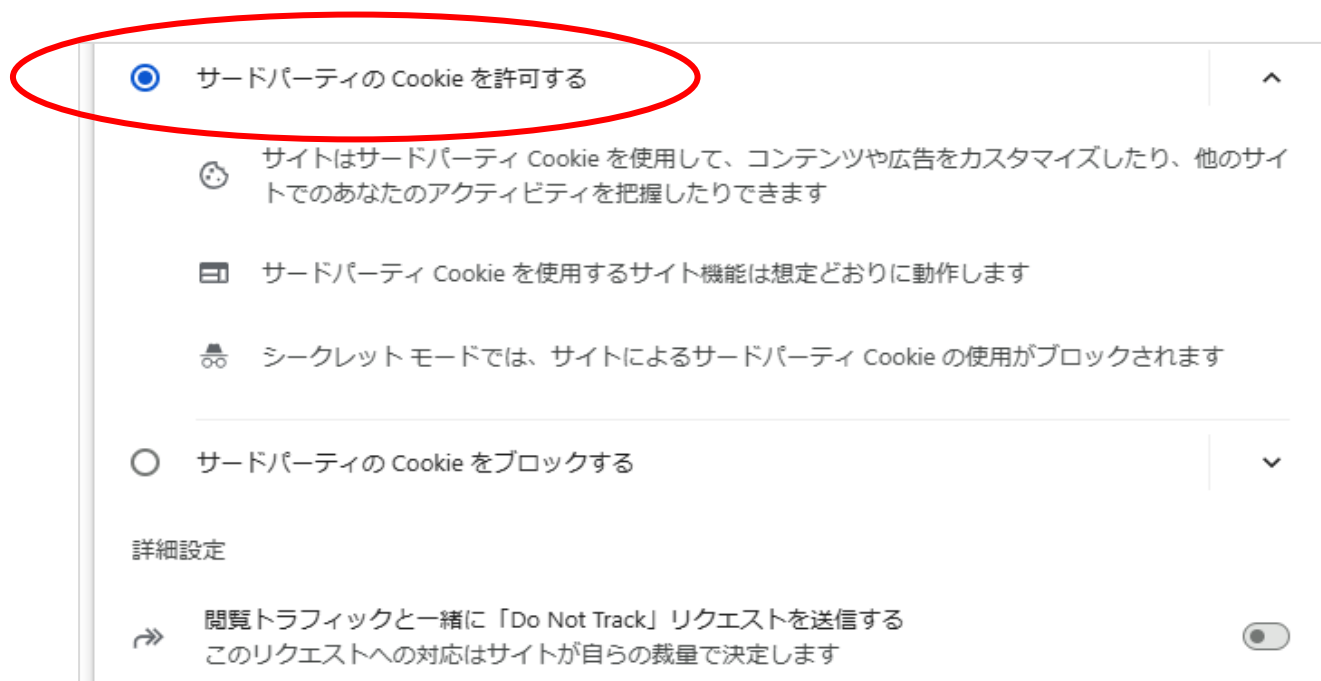 サードパーティの Cookie を許可する
サイトはサードパーティ Cookie を使用して、コンテンツや広告をカスタマイズしたり、他のサイ
トでのあなたのアクティビティを把握したりできます
サードパーティ Cookie を使用するサイト機能は想定どおりに動作します
シークレット モードでは、サイトによるサードパーティ Cookie の使用がブロックされます
サードパーティの Cookie をブロックする
詳細設定
閲覧トラフィックと一緒に「Do Not Track」リクエストを送信する
このリクエストへの対応はサイトが自らの裁量で決定します